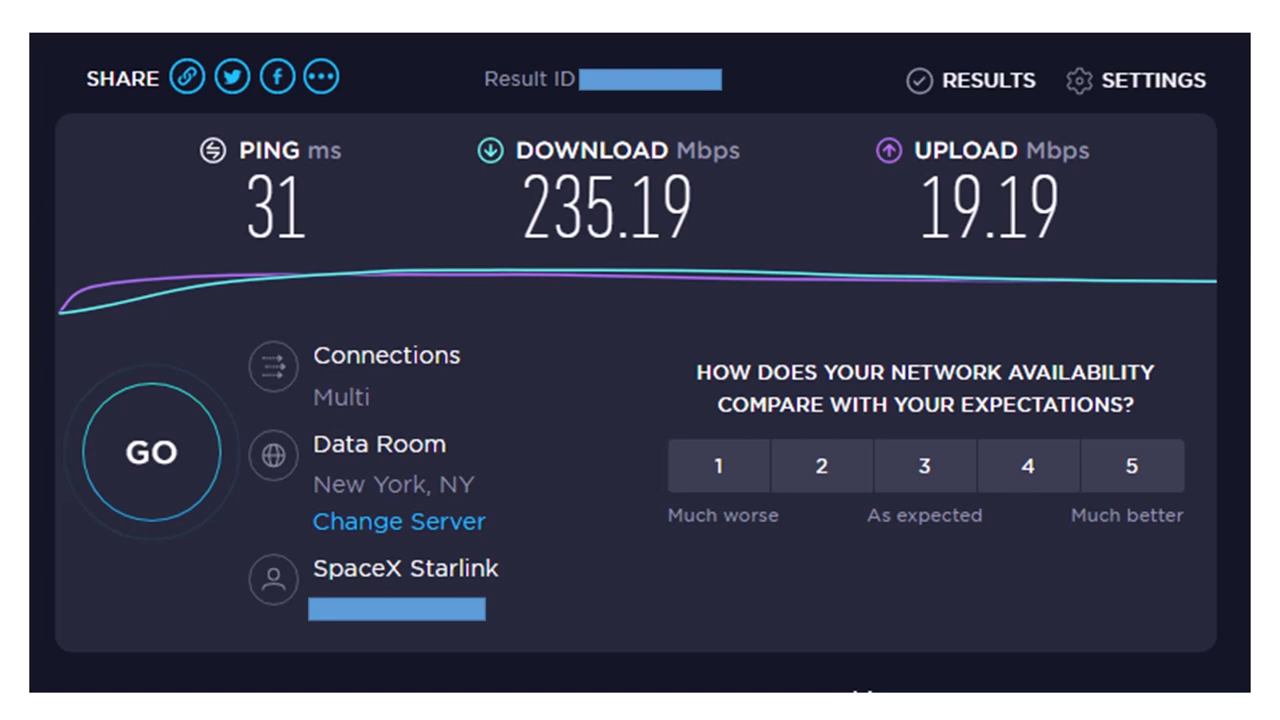 SHARE
Result ID
RESULTS
SETTINGS
PING ms
31
DOWNLOAD Mbps
235.19
UPLOAD Mbps
19.19
GO
Connections
Multi
Data Room
New York, NY
Change Server
SpaceX Starlink
HOW DOES YOUR NETWORK AVAILABILITY
COMPARE WITH YOUR EXPECTATIONS?
1 2 3 4 5
Much worse As expected Much better